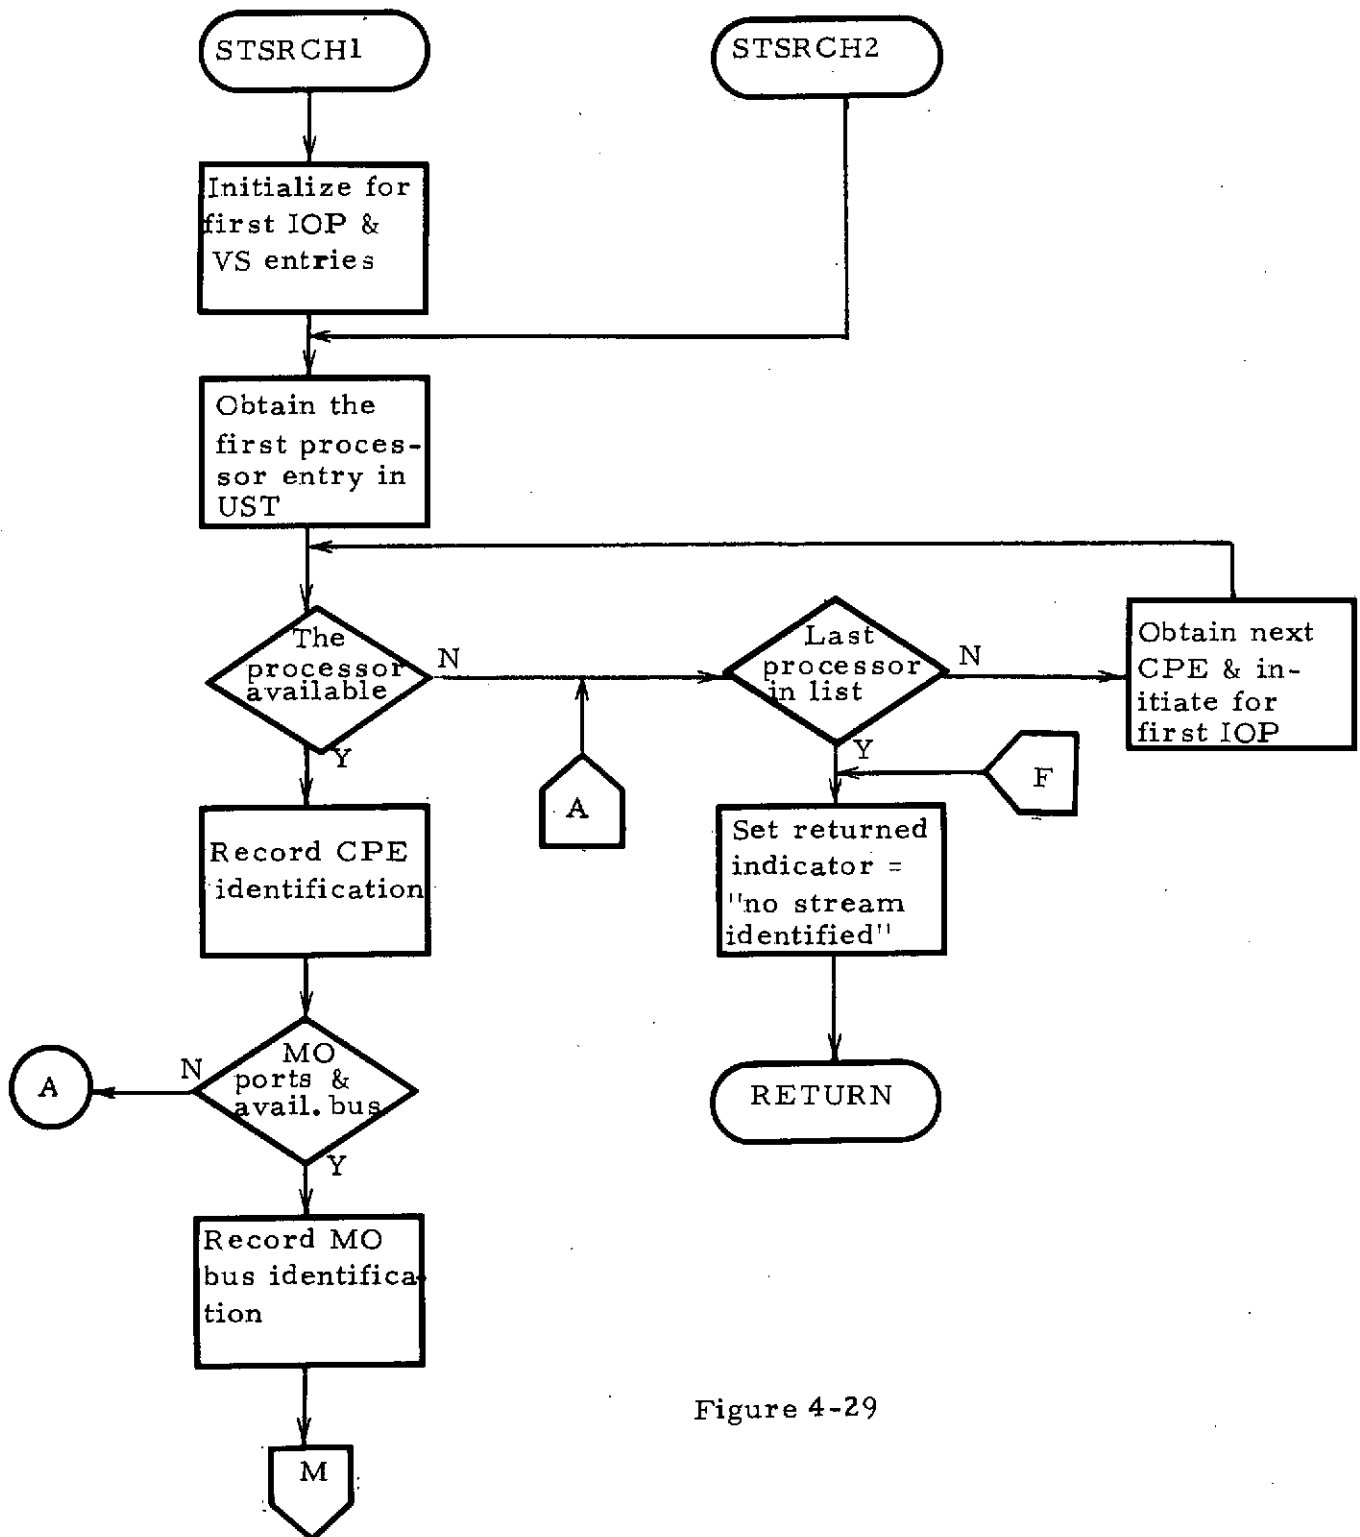 STSRCH1
STSRCH2
Initialize for
first IOP &
VS entries
Obtain the
first proces-
sor entry in
UST
The
processor
available
N
Y
Last
processor
in list
N
Y
Obtain next
CPE & in-
itiate for
first IOP
A
F
Record CPE
identification
Set returned
indicator =
"no stream
identified"
RETURN
MO
ports &
avail. bus
N
Y
A
Record MO
bus identifica-
tion
M
Figure 4-29